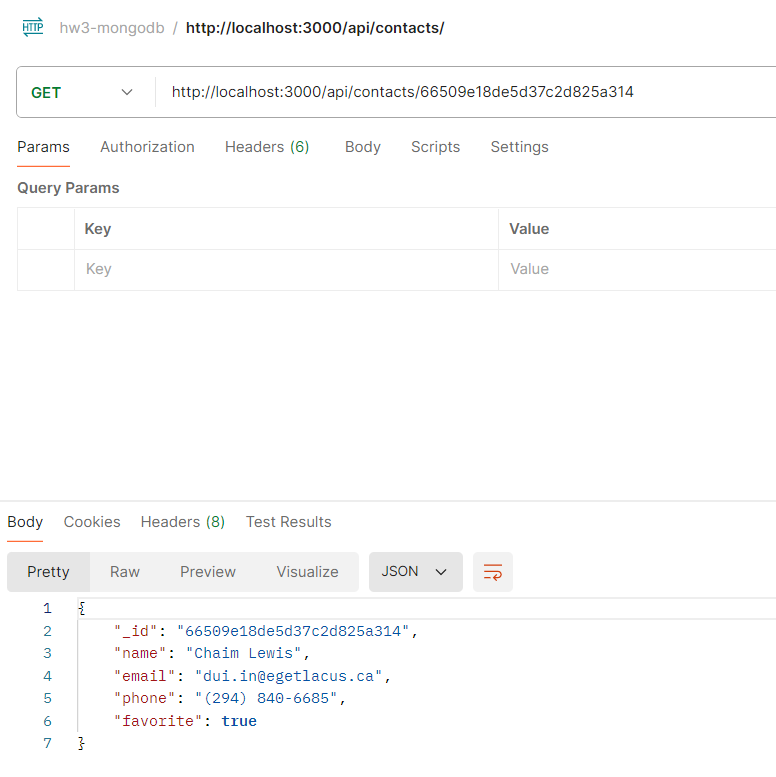 HTTP hw3-mongodb / http://localhost:3000/api/contacts/
GET http://localhost:3000/api/contacts/66509e18de5d37c2d825a314
Params Authorization Headers (6) Body Scripts Settings
Query Params
Key Value
Key Value
Body Cookies Headers (8) Test Results
Pretty Raw Preview Visualize JSON
1 {
2 "_id": "66509e18de5d37c2d825a314",
3 "name": "Chaim Lewis",
4 "email": "dui.in@egetlacus.ca",
5 "phone": "(294) 840-6685",
6 "favorite": true
7 }